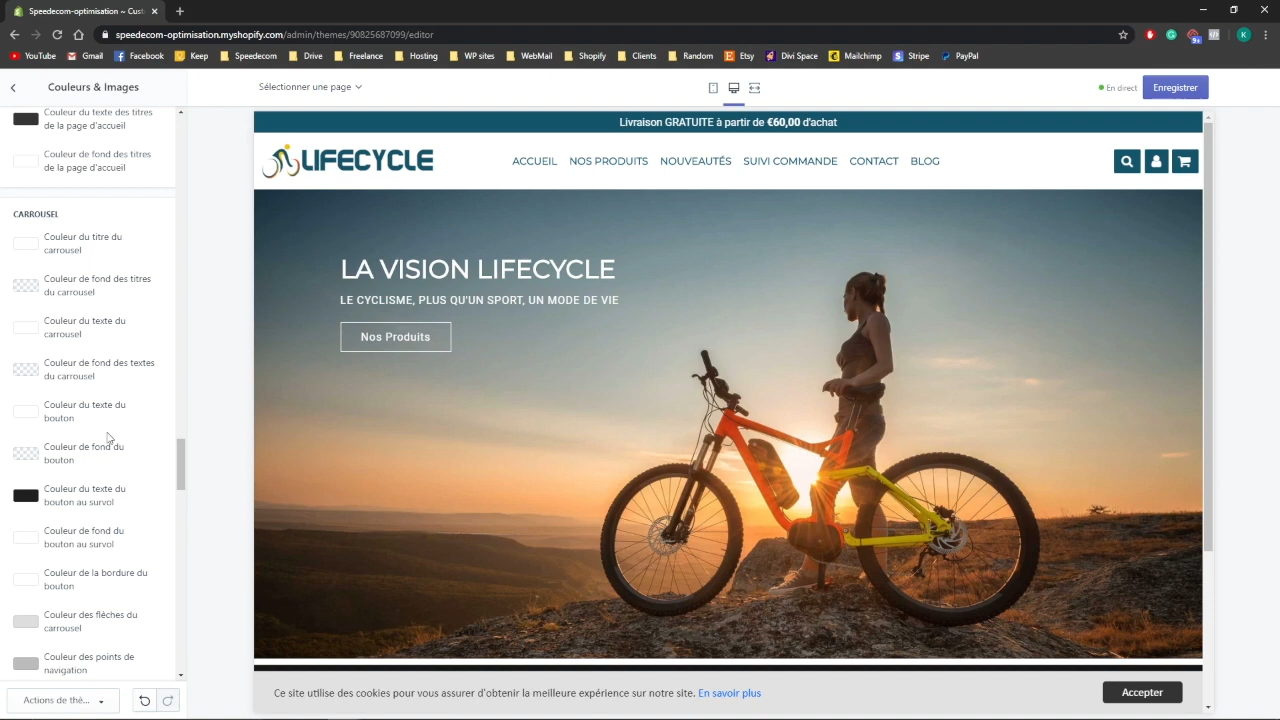 Speedecom-optimisation ~ Cust
speedecom-optimisation.myshopify.com/admin/themes/90825687099/editor
K
YouTube
Gmail
Facebook
Keep
Speedecom
Drive
Freelance
Hosting
WP sites
WebMail
Shopify
Clients
Random
Etsy
Divi Space
Mailchimp
Stripe
PayPal
Couleurs & Images
Sélectionner une page
En direct
Enregistrer
Couleur du texte des titres
de la page d'accueil
Couleur de fond des titres
de la page d'accueil
CARROUSEL
Couleur du titre du
carrousel
Couleur de fond des titres
du carrousel
Couleur du texte du
carrousel
Couleur de fond des textes
du carrousel
Couleur du texte du
bouton
Couleur de fond du
bouton
Couleur du texte du
bouton au survol
Couleur de fond du
bouton au survol
Couleur de la bordure du
bouton
Couleur des flèches du
carrousel
Couleur des points de
navigation
Actions de thè...
Livraison GRATUITE à partir de €60,00 d'achat
LIFECYCLE
ACCUEIL
NOS PRODUITS
NOUVEAUTÉS
SUIVI COMMANDE
CONTACT
BLOG
LA VISION LIFECYCLE
LE CYCLISME, PLUS QU'UN SPORT, UN MODE DE VIE
Nos Produits
Ce site utilise des cookies pour vous assurer d'obtenir la meilleure expérience sur notre site. En savoir plus
Accepter